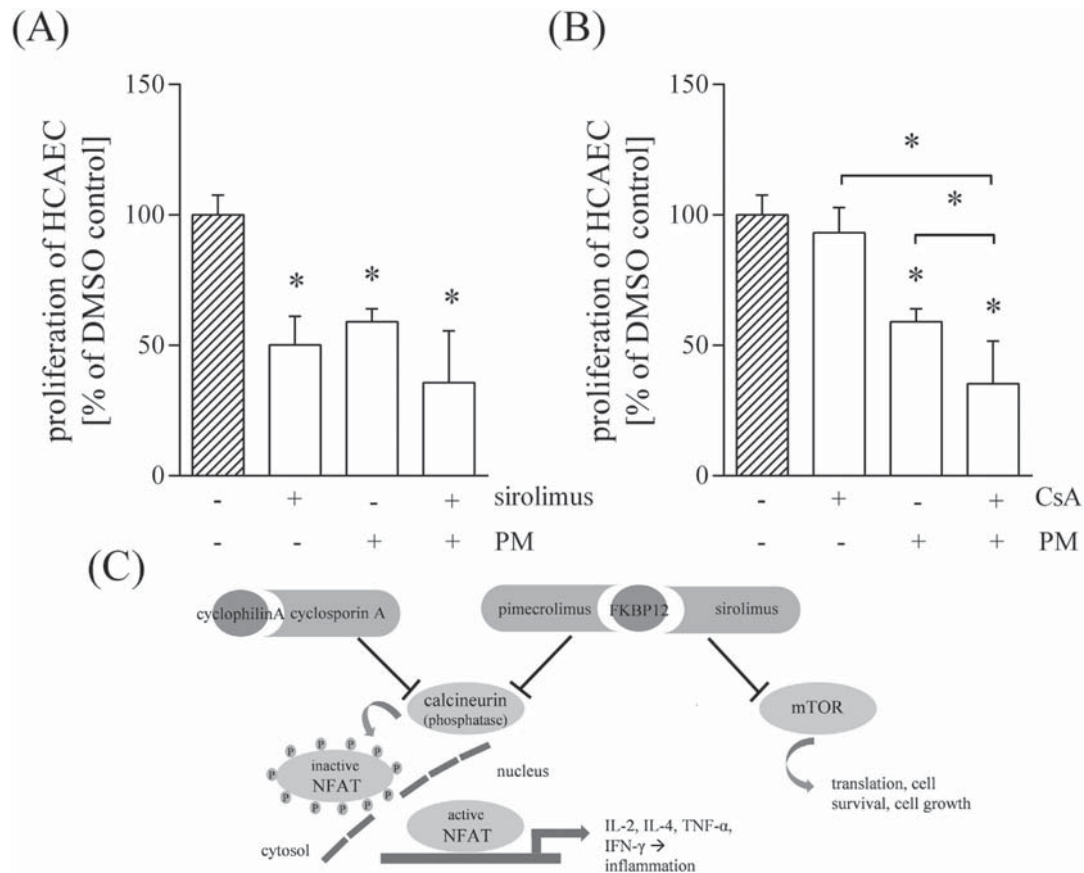 (A)
proliferation of HCAEC
[% of DMSO control]
150
100
50
0
*
*
*
- + - + sirolimus
- - + + PM
(B)
proliferation of HCAEC
[% of DMSO control]
150
100
50
0
*
*
*
*
- + - + CsA
- - + + PM
(C)
cyclophilinA cyclosporin A
pimecrolimus FKBP12 sirolimus
calcineurin
(phosphatase)
mTOR
P P P P P P P P P P P
inactive
NFAT
nucleus
translation, cell
survival, cell growth
active
NFAT
cytosol
IL-2, IL-4, TNF-α,
IFN-γ →
inflammation